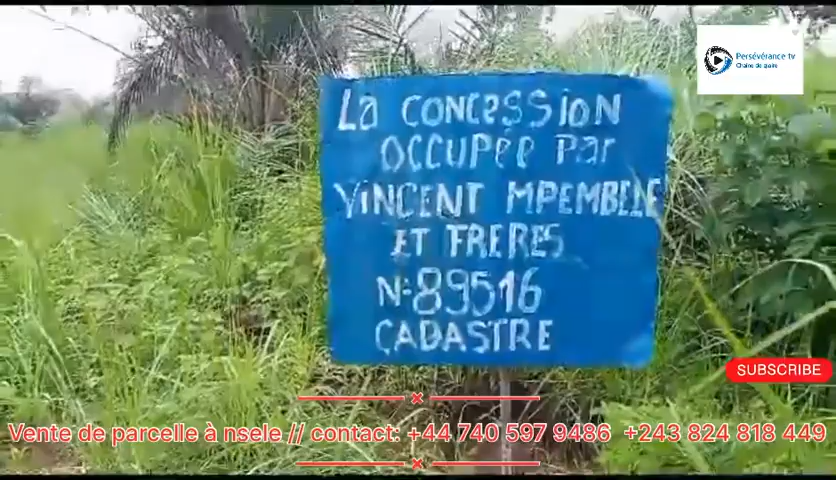 Persévérance tv
Chaîne de gloire
La CONCESSiON
OCCUPÉE PAR
VINCENT MPEMBELE
ET FRERES
N=89516
CADASTRE
SUBSCRIBE
Vente de parcelle à nsele // contact: +44 740 597 9486 +243 824 818 449